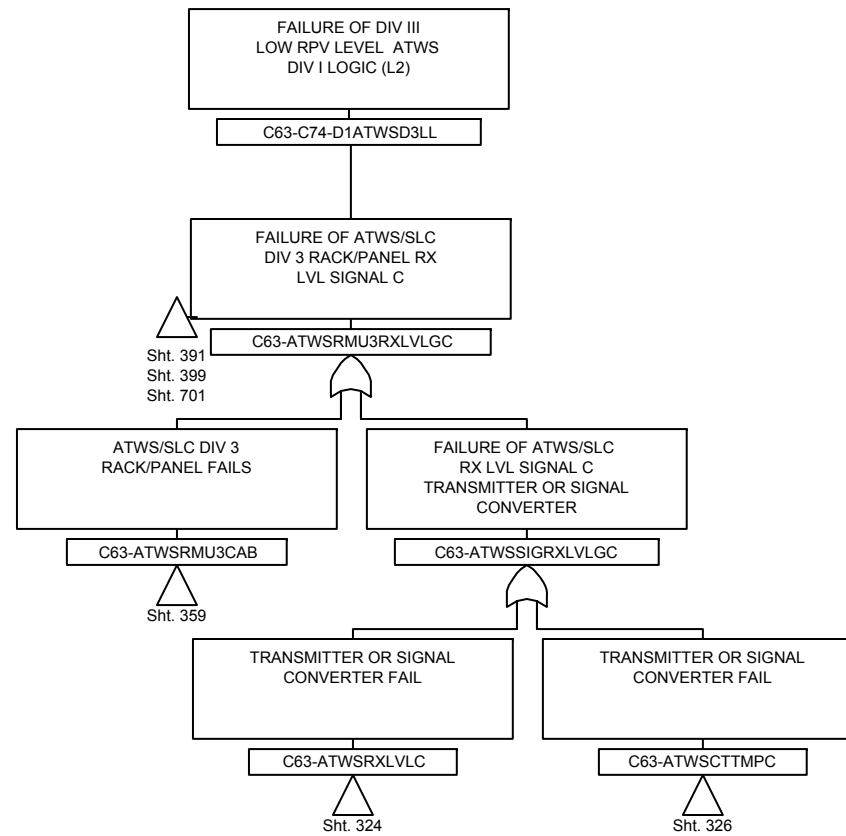 FAILURE OF DIV III
LOW RPV LEVEL ATWS
DIV I LOGIC (L2)
C63-C74-D1ATWSD3LL
FAILURE OF ATWS/SLC
DIV 3 RACK/PANEL RX
LVL SIGNAL C
C63-ATWSRMU3RXLVLGC
Sht. 391
Sht. 399
Sht. 701
ATWS/SLC DIV 3
RACK/PANEL FAILS
C63-ATWSRMU3CAB
Sht. 359
FAILURE OF ATWS/SLC
RX LVL SIGNAL C
TRANSMITTER OR SIGNAL
CONVERTER
C63-ATWSSIGRXLVLGC
TRANSMITTER OR SIGNAL
CONVERTER FAIL
C63-ATWSRXLVLC
Sht. 324
TRANSMITTER OR SIGNAL
CONVERTER FAIL
C63-ATWSCTTMPC
Sht. 326